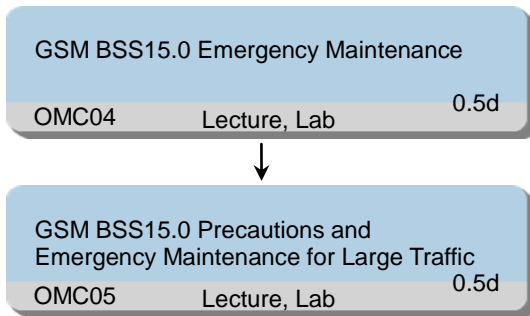 GSM BSS15.0 Emergency Maintenance
0.5d
OMC04 Lecture, Lab
GSM BSS15.0 Precautions and
Emergency Maintenance for Large Traffic
0.5d
OMC05 Lecture, Lab